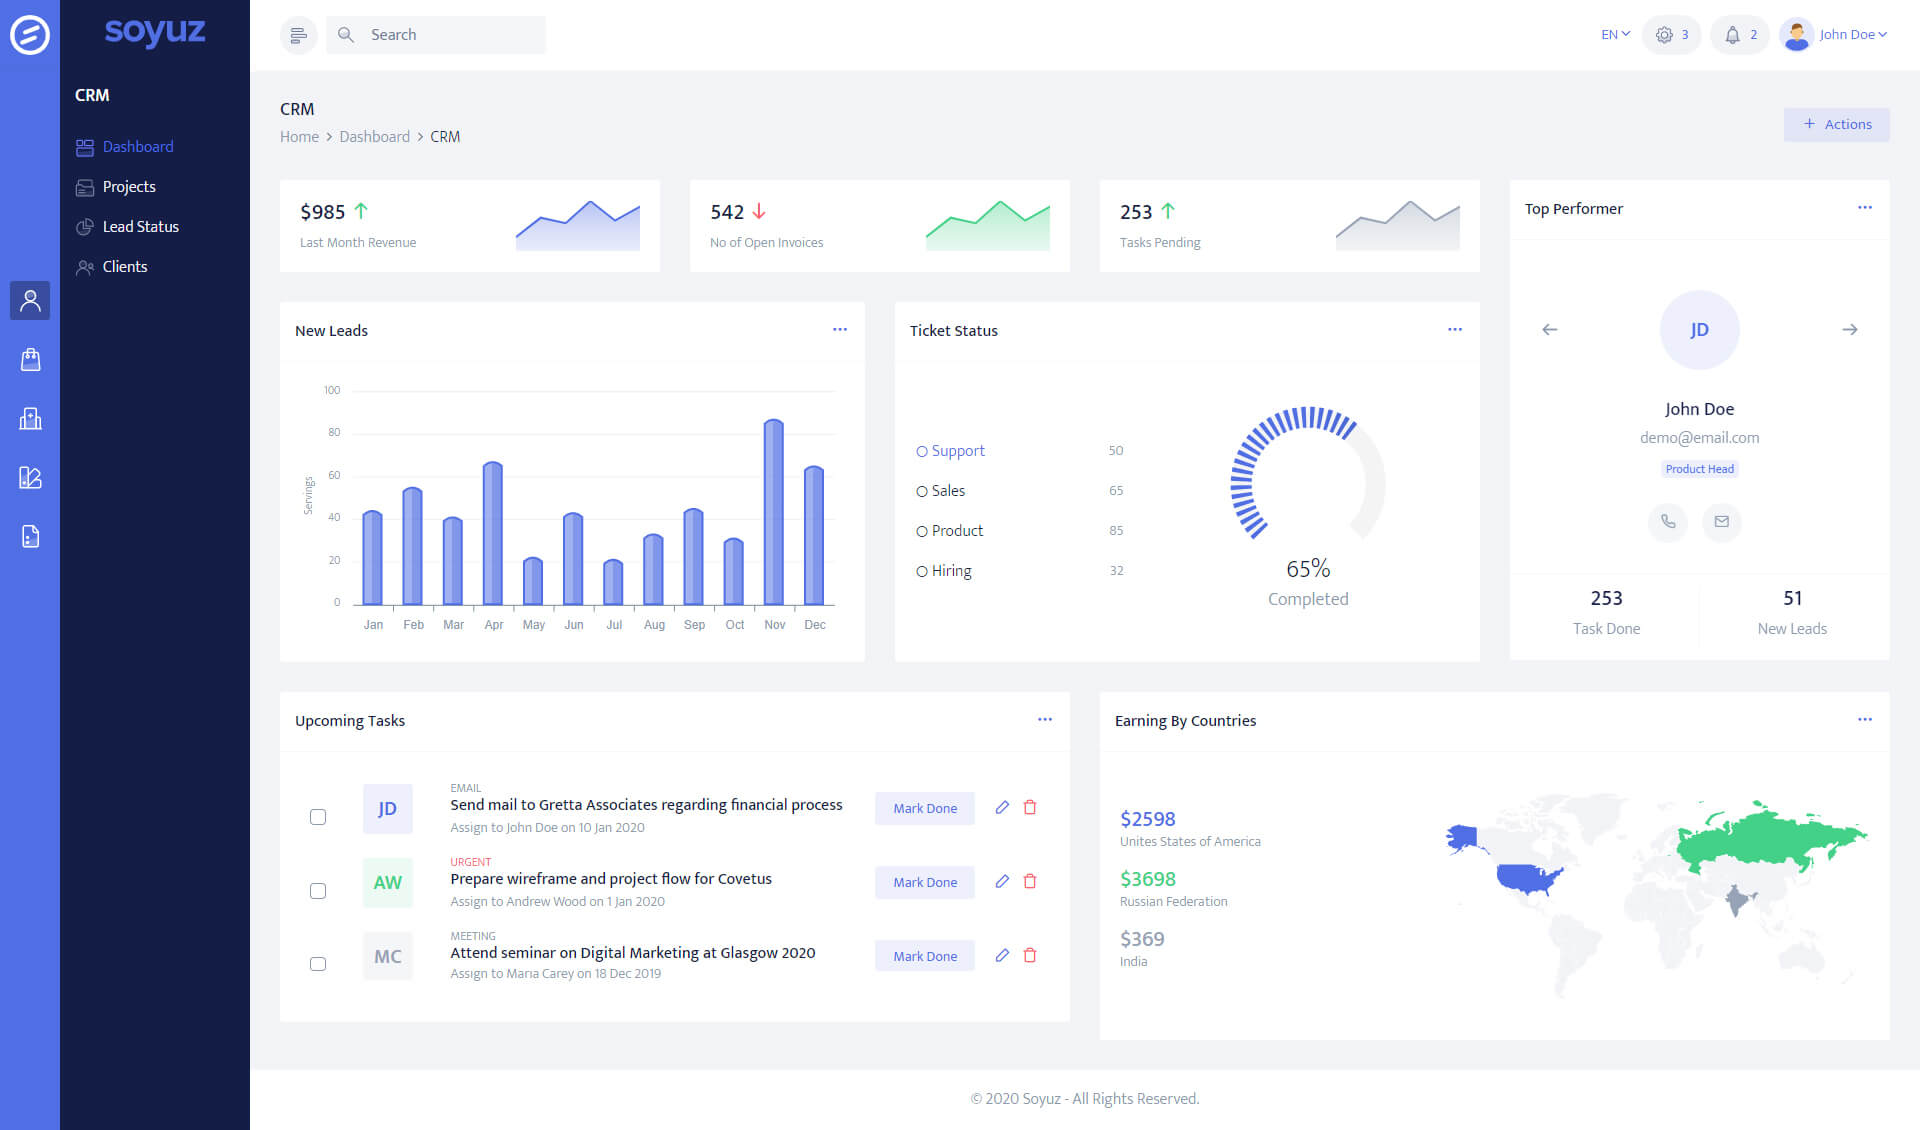 soyuz
CRM
Dashboard
Projects
Lead Status
Clients
Search
EN
3
2
John Doe
CRM
Home > Dashboard > CRM
+ Actions
$985
Last Month Revenue
542
No of Open Invoices
253
Tasks Pending
Top Performer
JD
John Doe
demo@email.com
Product Head
253
Task Done
51
New Leads
New Leads
Servings
100
80
60
40
20
0
Jan Feb Mar Apr May Jun Jul Aug Sep Oct Nov Dec
Ticket Status
Support 50
Sales 65
Product 85
Hiring 32
65%
Completed
Upcoming Tasks
JD
EMAIL
Send mail to Gretta Associates regarding financial process
Assign to John Doe on 10 Jan 2020
Mark Done
AW
URGENT
Prepare wireframe and project flow for Covetus
Assign to Andrew Wood on 1 Jan 2020
Mark Done
MC
MEETING
Attend seminar on Digital Marketing at Glasgow 2020
Assign to Maria Carey on 18 Dec 2019
Mark Done
Earning By Countries
$2598
Unites States of America
$3698
Russian Federation
$369
India
© 2020 Soyuz - All Rights Reserved.